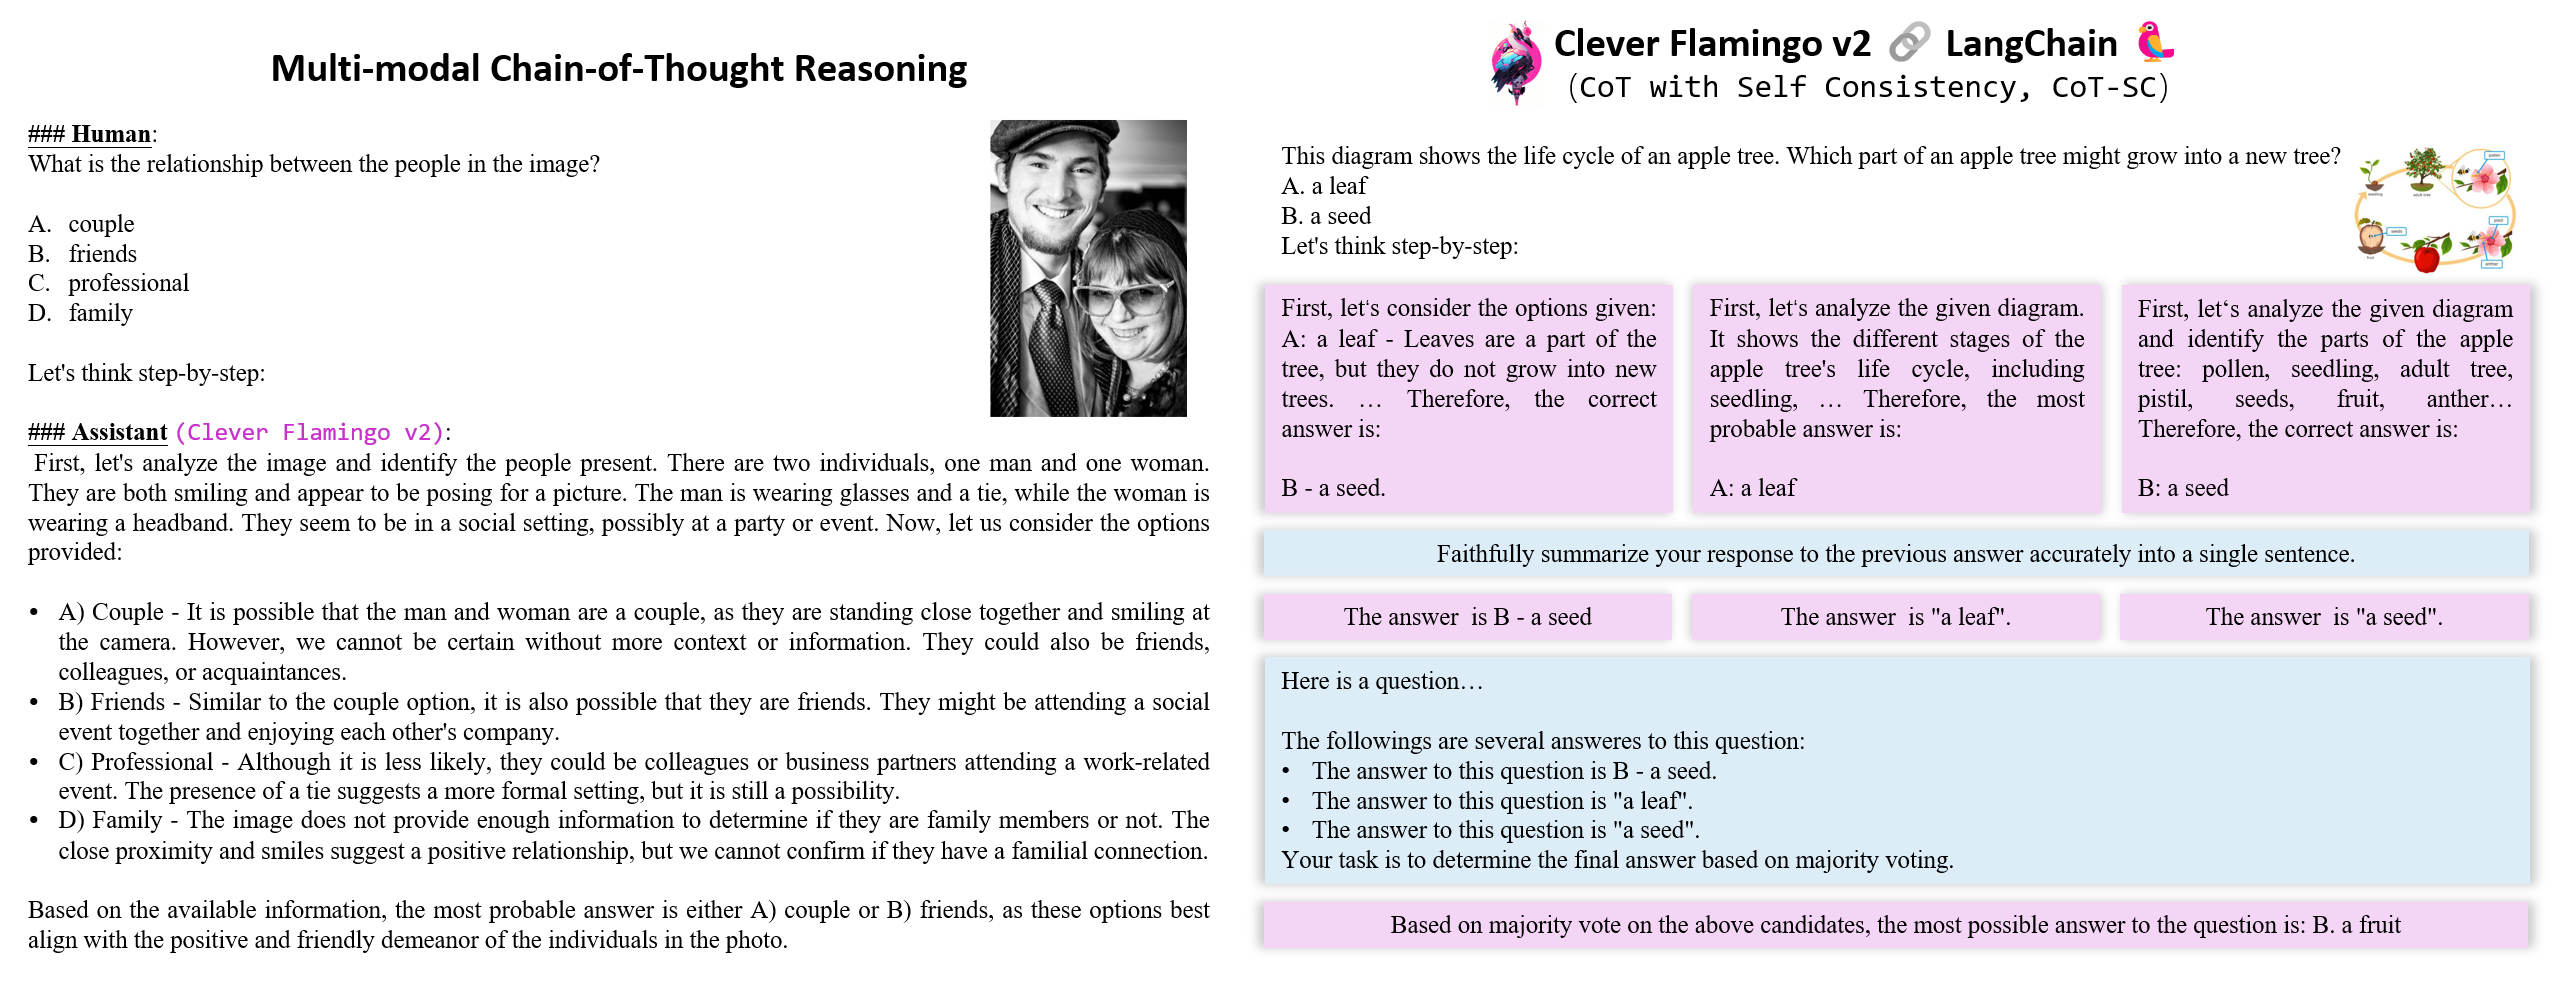 Multi-modal Chain-of-Thought Reasoning
### Human:
What is the relationship between the people in the image?
A. couple
B. friends
C. professional
D. family
Let's think step-by-step:
### Assistant (Clever Flamingo v2):
First, let's analyze the image and identify the people present. There are two individuals, one man and one woman.
They are both smiling and appear to be posing for a picture. The man is wearing glasses and a tie, while the woman is
wearing a headband. They seem to be in a social setting, possibly at a party or event. Now, let us consider the options
provided:
• A) Couple - It is possible that the man and woman are a couple, as they are standing close together and smiling at
the camera. However, we cannot be certain without more context or information. They could also be friends,
colleagues, or acquaintances.
• B) Friends - Similar to the couple option, it is also possible that they are friends. They might be attending a social
event together and enjoying each other's company.
• C) Professional - Although it is less likely, they could be colleagues or business partners attending a work-related
event. The presence of a tie suggests a more formal setting, but it is still a possibility.
• D) Family - The image does not provide enough information to determine if they are family members or not. The
close proximity and smiles suggest a positive relationship, but we cannot confirm if they have a familial connection.
Based on the available information, the most probable answer is either A) couple or B) friends, as these options best
align with the positive and friendly demeanor of the individuals in the photo.
Clever Flamingo v2 LangChain
(CoT with Self Consistency, CoT-SC)
This diagram shows the life cycle of an apple tree. Which part of an apple tree might grow into a new tree?
A. a leaf
B. a seed
Let's think step-by-step:
pollen
seedling
adult tree
pistil
seeds
fruit
anther
First, let‘s consider the options given:
A: a leaf - Leaves are a part of the
tree, but they do not grow into new
trees. … Therefore, the correct
answer is:
B - a seed.
First, let‘s analyze the given diagram.
It shows the different stages of the
apple tree's life cycle, including
seedling, … Therefore, the most
probable answer is:
A: a leaf
First, let‘s analyze the given diagram
and identify the parts of the apple
tree: pollen, seedling, adult tree,
pistil, seeds, fruit, anther…
Therefore, the correct answer is:
B: a seed
Faithfully summarize your response to the previous answer accurately into a single sentence.
The answer is B - a seed
The answer is "a leaf".
The answer is "a seed".
Here is a question…
The followings are several answeres to this question:
• The answer to this question is B - a seed.
• The answer to this question is "a leaf".
• The answer to this question is "a seed".
Your task is to determine the final answer based on majority voting.
Based on majority vote on the above candidates, the most possible answer to the question is: B. a fruit